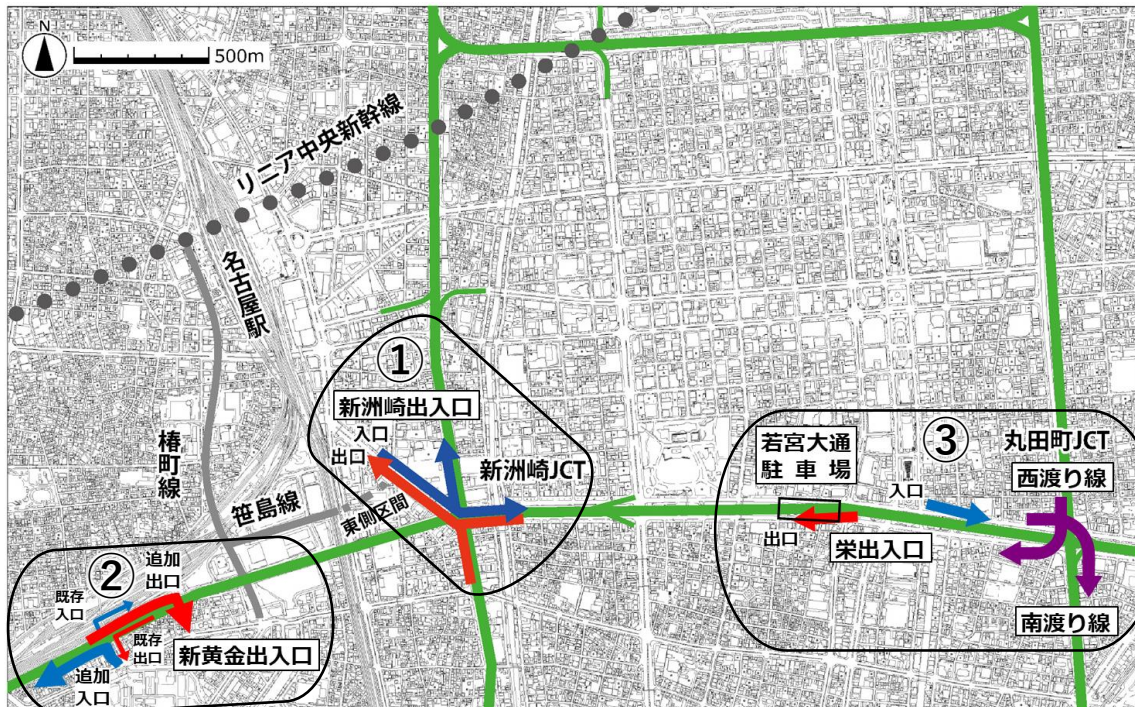 N
500m
リニア中央新幹線
名古屋駅
椿町線
笹島線
東側区間
①
新洲崎出入口
入口
出口
新洲崎JCT
②
追加
出口
既存
入口
既存
出口
新黄金出入口
追加
入口
③
若宮大通
駐車場
入口
出口
栄出入口
丸田町JCT
西渡り線
南渡り線